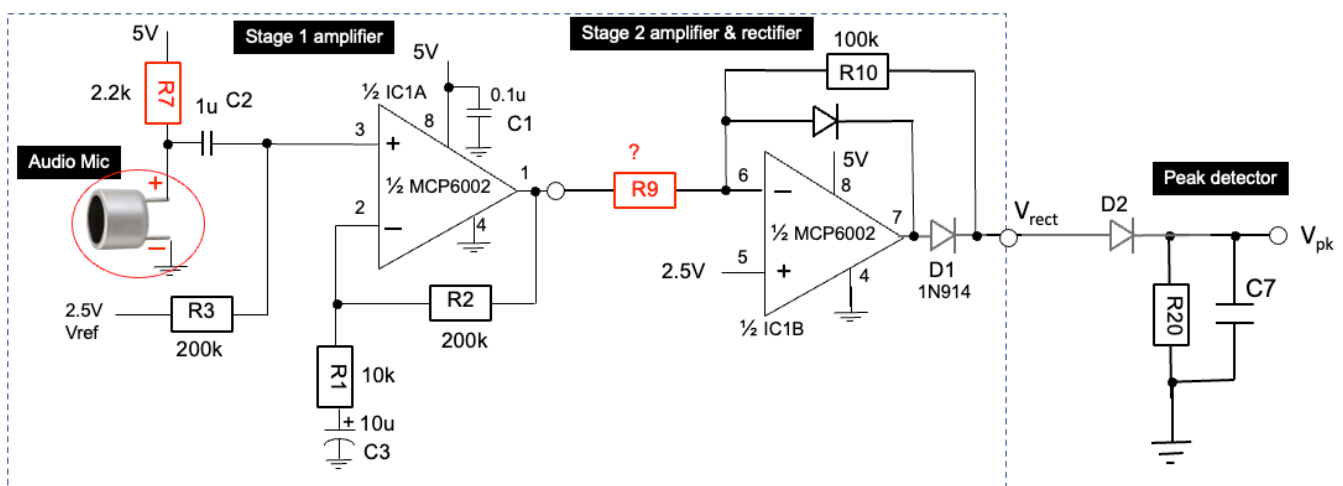 Stage 1 amplifier
Stage 2 amplifier & rectifier
5V
R7
2.2k
1u C2
Audio Mic
+
−
2.5V
Vref
R3
200k
½ IC1A
5V
8
0.1u
C1
3
+
2
−
½ MCP6002
1
4
R2
200k
R1
10k
+
10u
C3
?
R9
100k
R10
6
−
5V
8
½ MCP6002
7
2.5V
5
+
4
½ IC1B
D1
1N914
Vrect
D2
Peak detector
Vpk
R20
C7